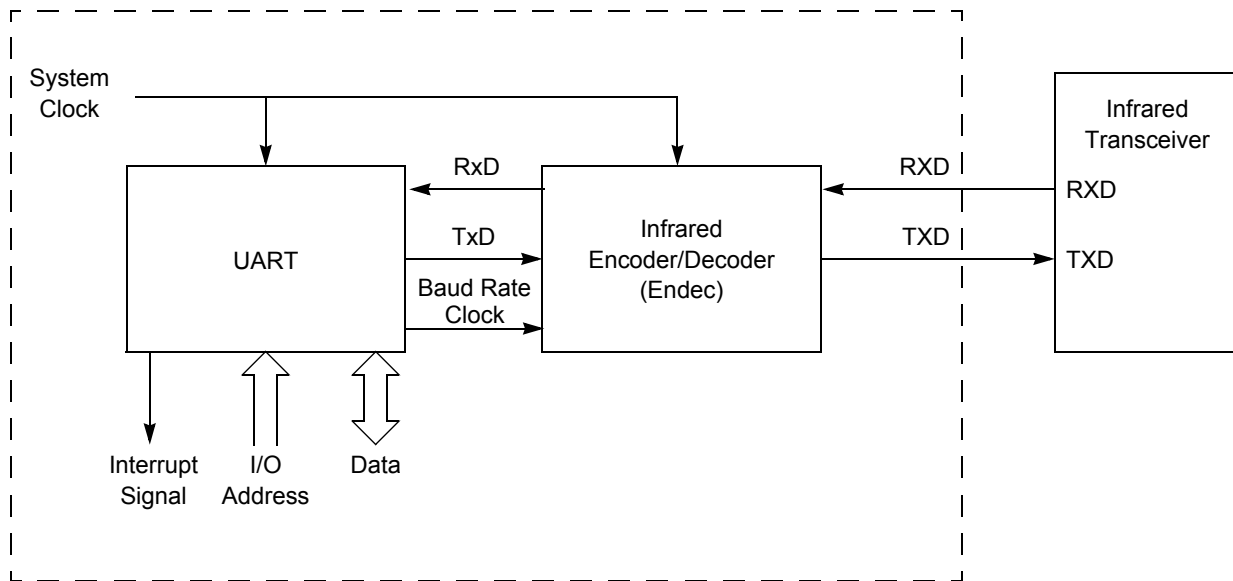 System
Clock
Infrared
Transceiver
RxD
RXD
RXD
UART
TxD
Infrared
Encoder/Decoder
(Endec)
TXD
TXD
Baud Rate
Clock
Interrupt
Signal
I/O
Address
Data